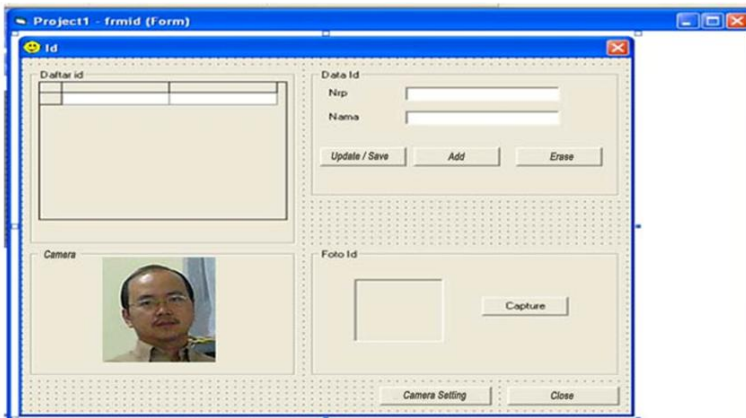 Project1 - frmid (Form)
Id
Daftar id
Data Id
Nrp
Nama
Update / Save
Add
Erase
Camera
Foto Id
Capture
Camera Setting
Close